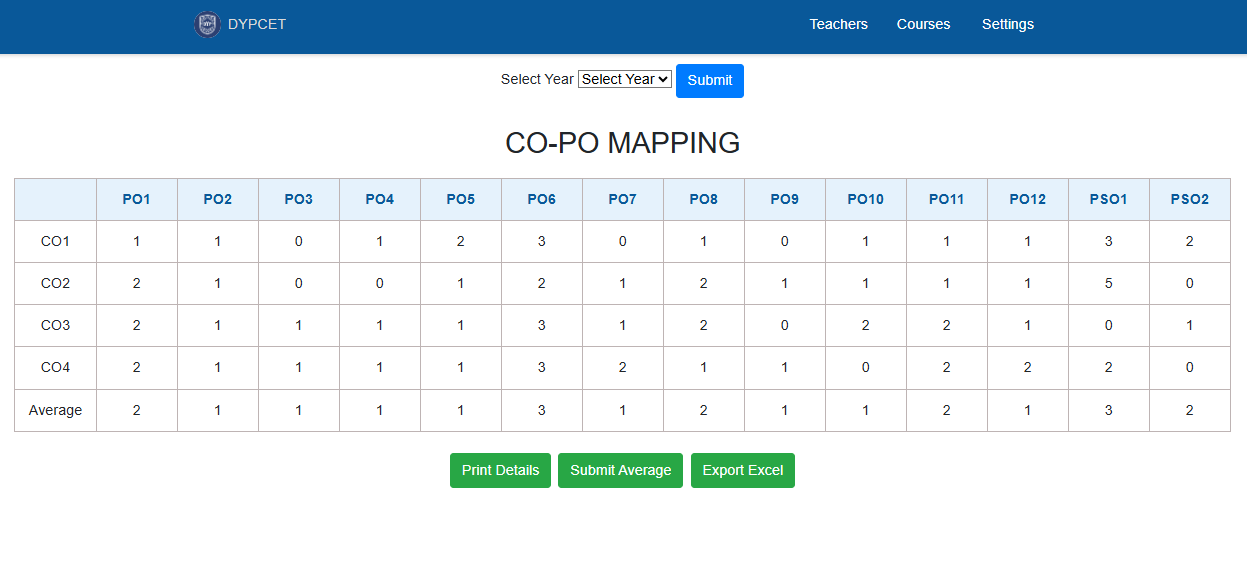 DYPCET Teachers Courses Settings
Select Year Select Year Submit
CO-PO MAPPING
PO1 PO2 PO3 PO4 PO5 PO6 PO7 PO8 PO9 PO10 PO11 PO12 PSO1 PSO2
CO1 1 1 0 1 2 3 0 1 0 1 1 1 3 2
CO2 2 1 0 0 1 2 1 2 1 1 1 1 5 0
CO3 2 1 1 1 1 3 1 2 0 2 2 1 0 1
CO4 2 1 1 1 1 3 2 1 1 0 2 2 2 0
Average 2 1 1 1 1 3 1 2 1 1 2 1 3 2
Print Details Submit Average Export Excel